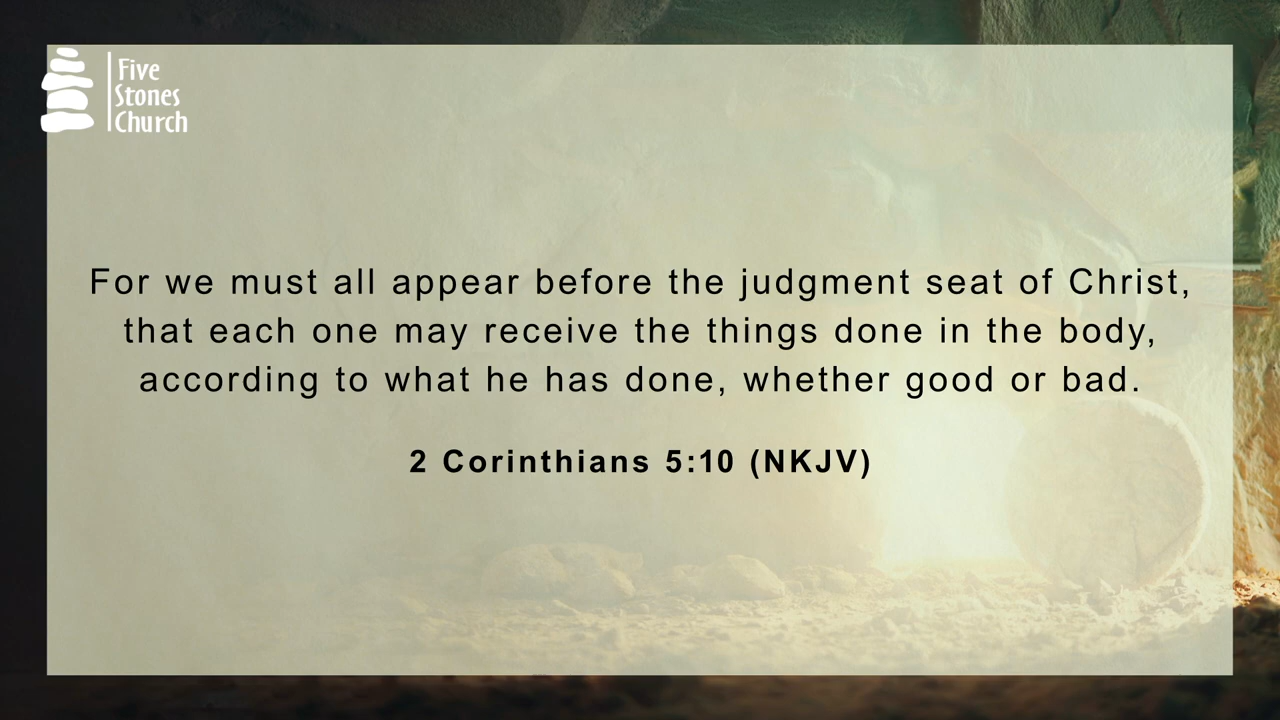 Five
Stones
Church
For we must all appear before the judgment seat of Christ,
that each one may receive the things done in the body,
according to what he has done, whether good or bad.
2 Corinthians 5:10 (NKJV)